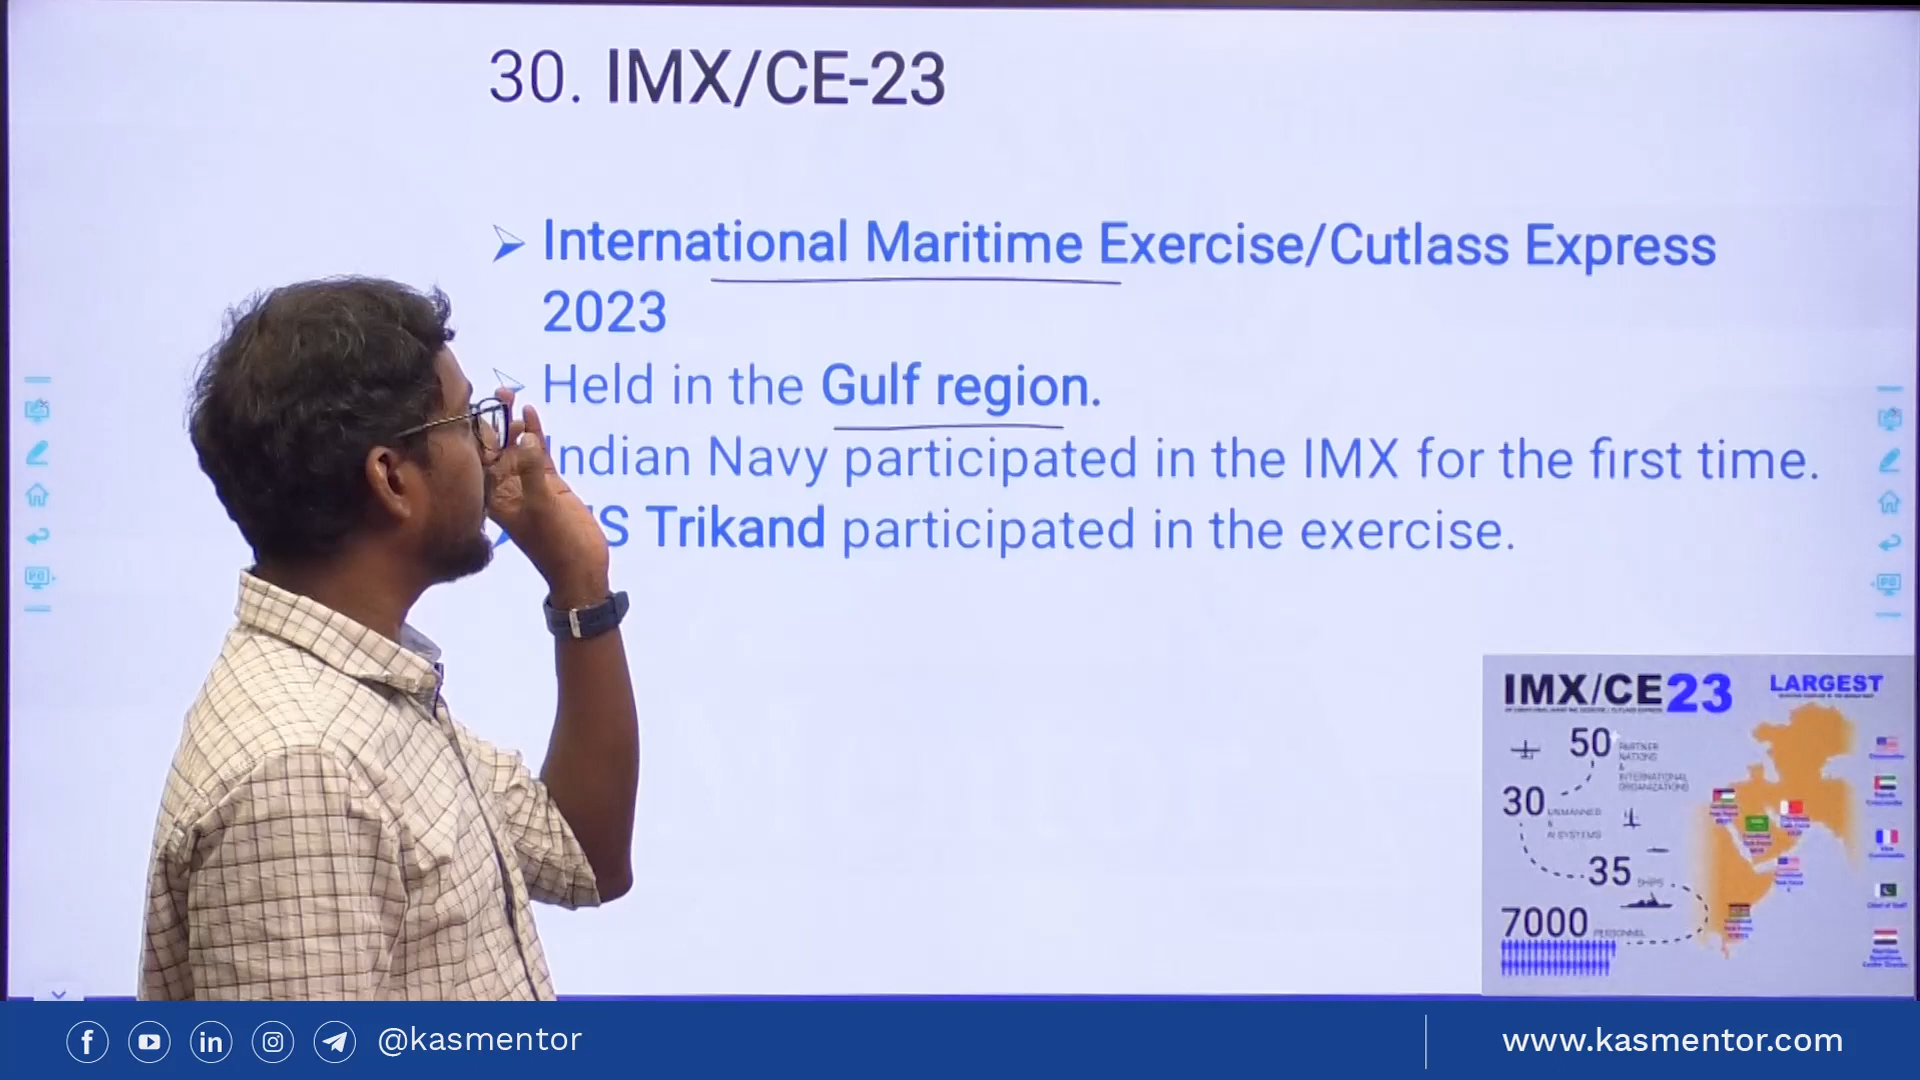 30. IMX/CE-23
International Maritime Exercise/Cutlass Express
2023
Held in the Gulf region.
Indian Navy participated in the IMX for the first time.
S Trikand participated in the exercise.
IMX/CE23
LARGEST
50
PARTNER
NATIONS
&
INTERNATIONAL
ORGANIZATIONS
30
UNMANNED
&
AI SYSTEMS
35
SHIPS
7000
PERSONNEL
@kasmentor
www.kasmentor.com